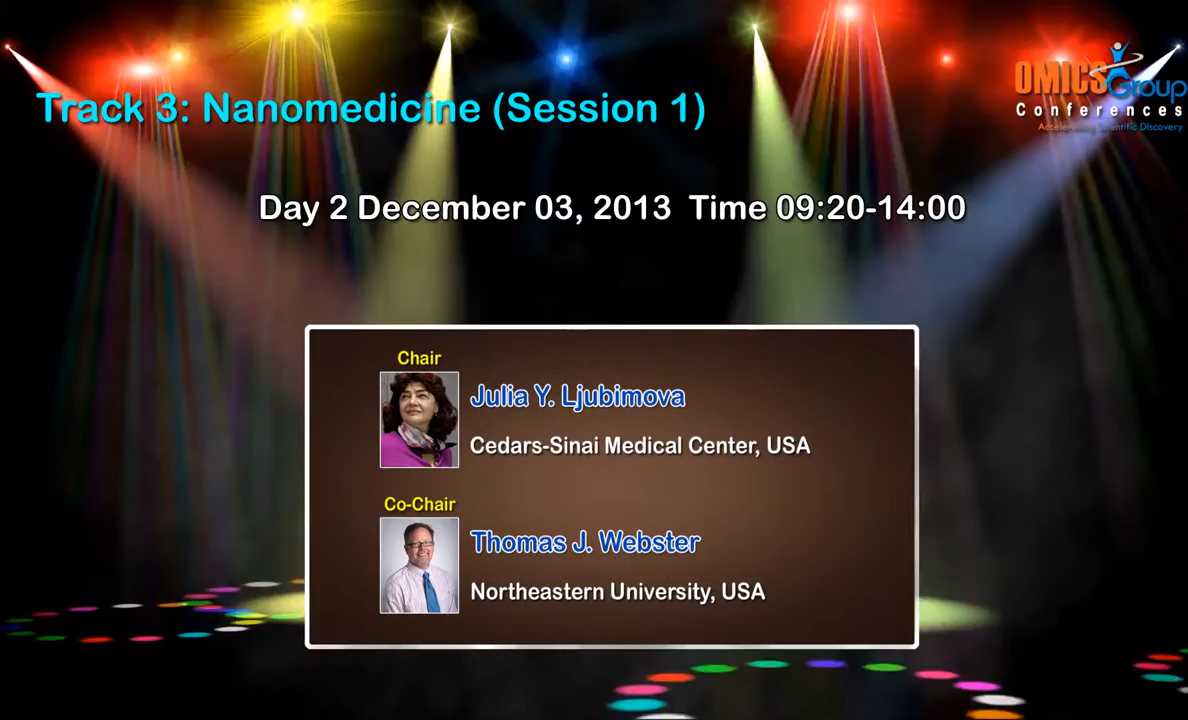 Track 3: Nanomedicine (Session 1)
OMICS Group
Conferences
Accelerating Scientific Discovery
Day 2 December 03, 2013 Time 09:20-14:00
Chair
Julia Y. Ljubimova
Cedars-Sinai Medical Center, USA
Co-Chair
Thomas J. Webster
Northeastern University, USA